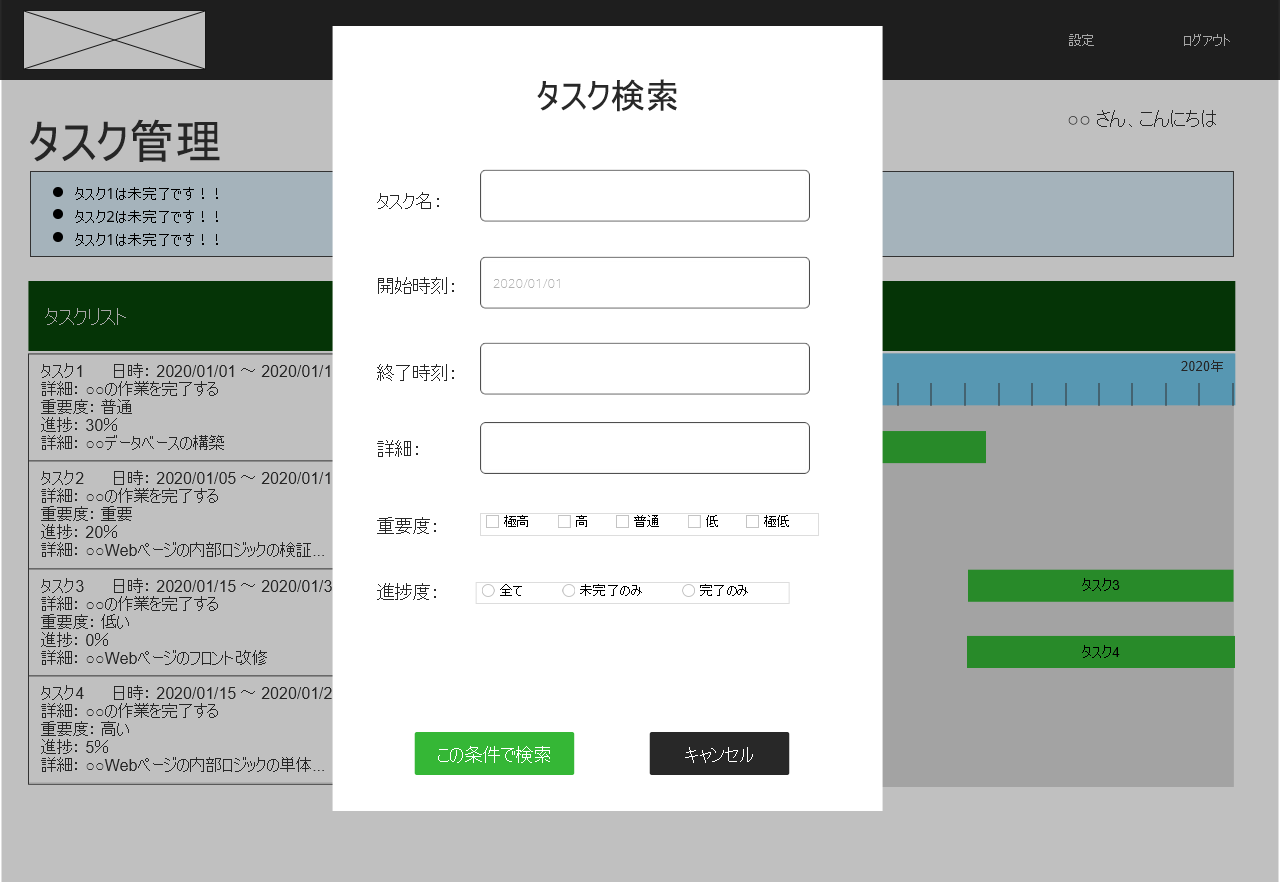 設定 ログアウト
タスク検索
○○ さん、こんにちは
タスク管理
タスク1は未完了です！！
タスク2は未完了です！！
タスク1は未完了です！！
タスク名：
開始時刻： 2020/01/01
終了時刻：
詳細：
重要度： 極高 高 普通 低 極低
進捗度： 全て 未完了のみ 完了のみ
この条件で検索 キャンセル
タスクリスト
タスク1 日時： 2020/01/01 ～ 2020/01/1
詳細： ○○の作業を完了する
重要度： 普通
進捗： 30%
詳細： ○○データベースの構築
タスク2 日時： 2020/01/05 ～ 2020/01/1
詳細： ○○の作業を完了する
重要度： 重要
進捗： 20%
詳細： ○○Webページの内部ロジックの検証...
タスク3 日時： 2020/01/15 ～ 2020/01/3
詳細： ○○の作業を完了する
重要度： 低い
進捗： 0%
詳細： ○○Webページのフロント改修
タスク4 日時： 2020/01/15 ～ 2020/01/2
詳細： ○○の作業を完了する
重要度： 高い
進捗： 5%
詳細： ○○Webページの内部ロジックの単体...
2020年
タスク3
タスク4